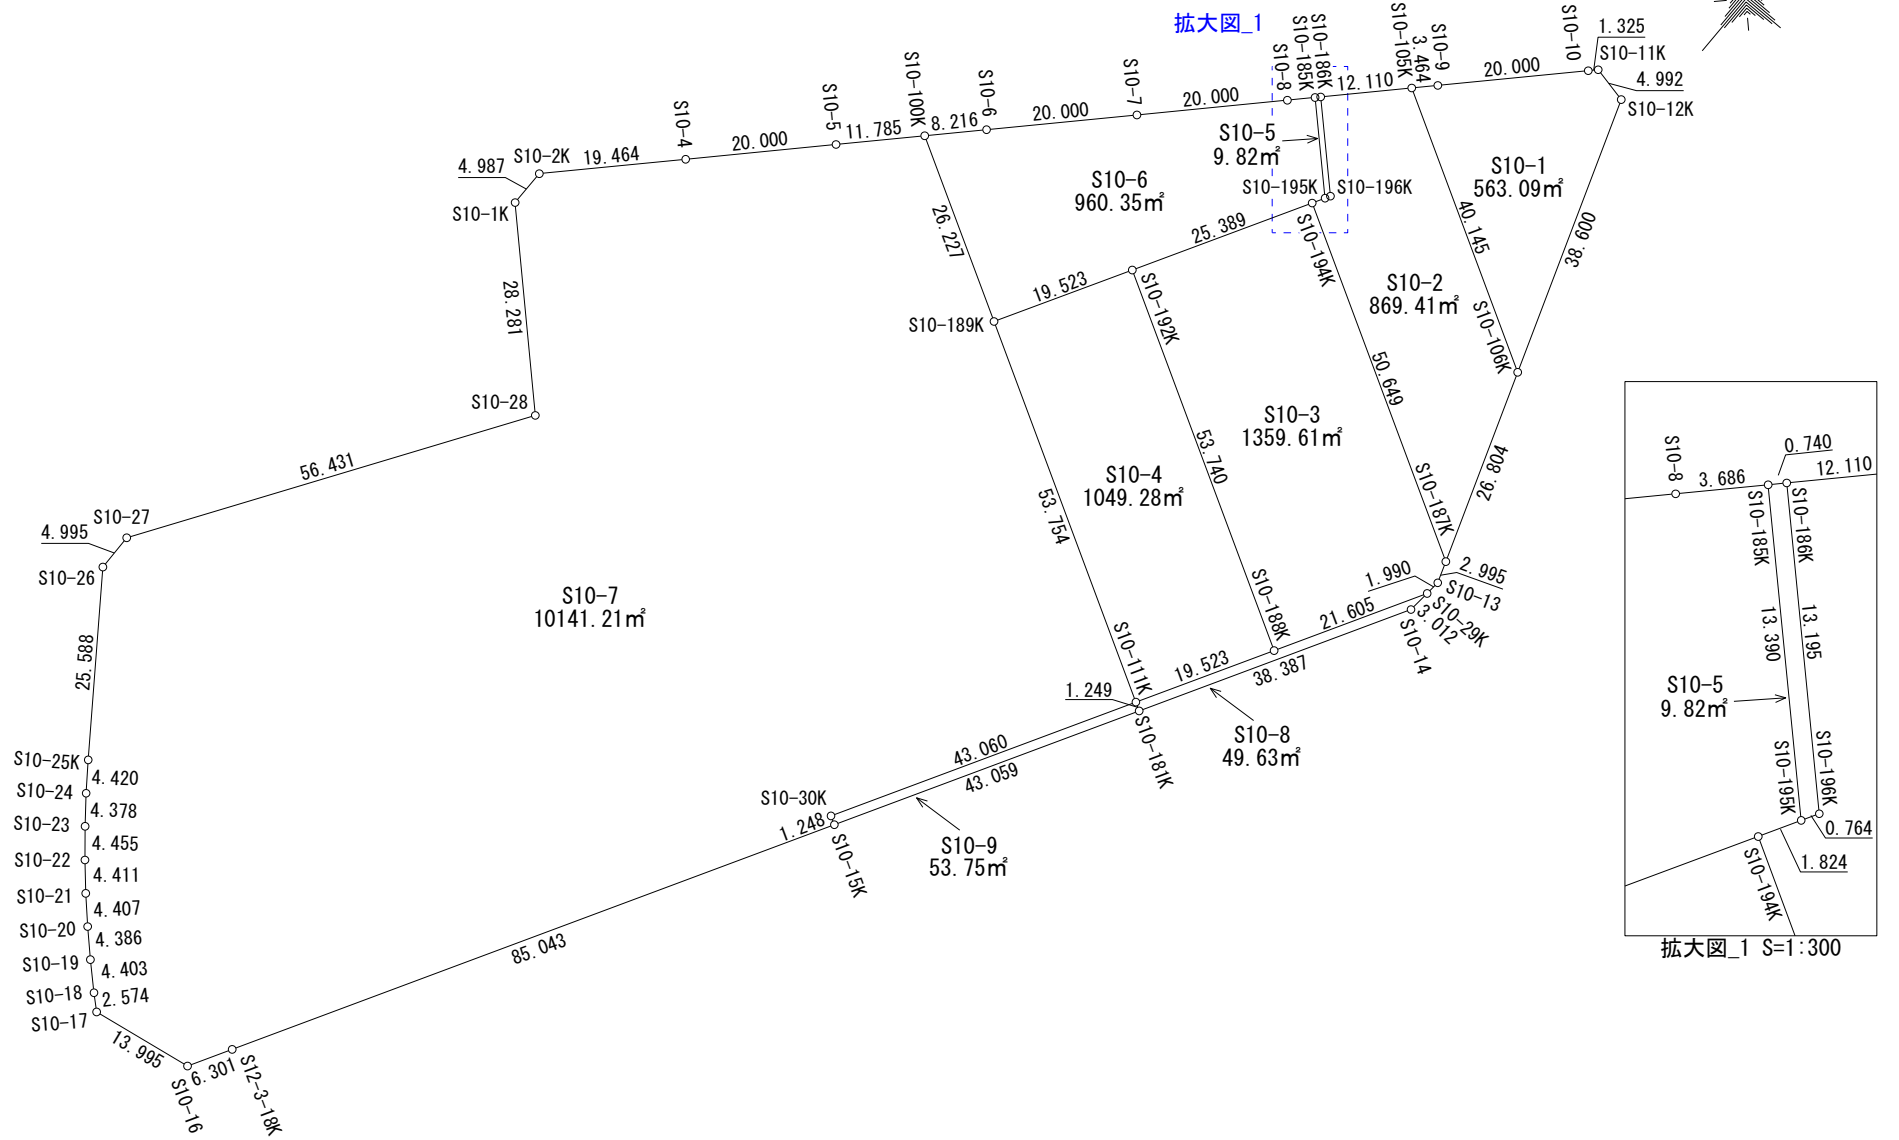 拡大図_1
S10-10
1.325
S10-11K
4.992
S10-12K
20.000
S10-9
3.464
S10-105K
12.110
S10-186K
S10-185K
S10-8
20.000
S10-7
20.000
S10-6
8.216
S10-100K
11.785
S10-5
20.000
S10-4
19.464
S10-2K
4.987
S10-1K
S10-5
9.82㎡
S10-1
563.09㎡
S10-6
960.35㎡
S10-195K
S10-196K
26.227
25.389
S10-194K
40.145
38.600
28.281
19.523
S10-192K
S10-189K
S10-2
869.41㎡
S10-106K
50.649
S10-28
S10-3
1359.61㎡
53.740
56.431
S10-4
1049.28㎡
53.754
S10-187K
26.804
S10-27
4.995
S10-26
S10-7
10141.21㎡
1.990
2.995
S10-13
S10-29K
3.012
S10-14
21.605
S10-188K
19.523
38.387
S10-111K
1.249
S10-181K
S10-8
49.63㎡
25.588
43.060
43.059
S10-30K
1.248
S10-15K
S10-9
53.75㎡
S10-25K
4.420
S10-24
4.378
S10-23
4.455
S10-22
4.411
S10-21
4.407
S10-20
4.386
S10-19
4.403
S10-18
2.574
S10-17
13.995
S10-16
6.301
S12-3-18K
85.043
S10-8
3.686
0.740
12.110
S10-185K
S10-186K
13.390
13.195
S10-5
9.82㎡
S10-195K
S10-196K
0.764
1.824
S10-194K
拡大図_1 S=1:300